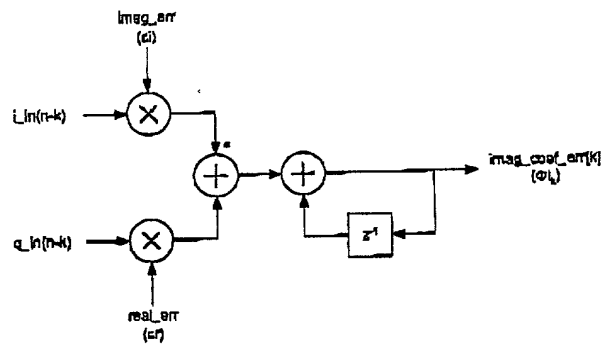 imag_err
(εi)
i_in(n-k)
imag_coef_err[k]
(Φi_k)
q_in(n-k)
z^-1
real_err
(εr)